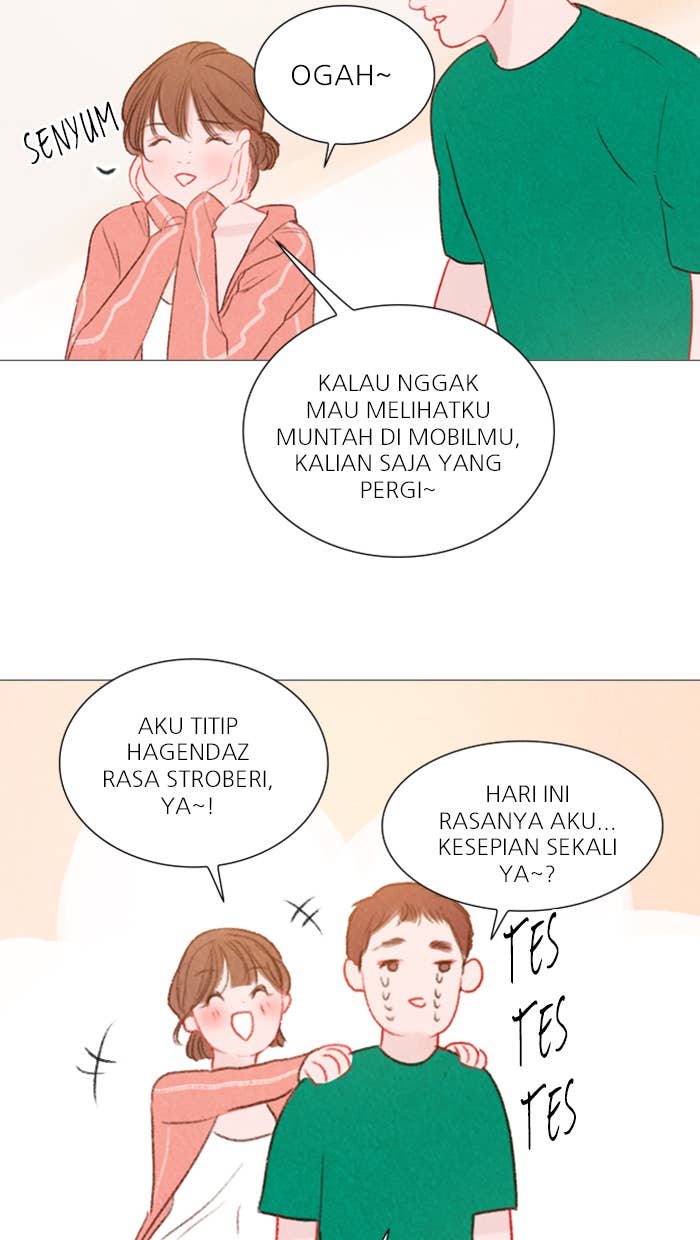 OGAH~
SENYUM
KALAU NGGAK
MAU MELIHATKU
MUNTAH DI MOBILMU,
KALIAN SAJA YANG
PERGI~
AKU TITIP
HAGENDAZ
RASA STROBERI,
YA~!
HARI INI
RASANYA AKU...
KESEPIAN SEKALI
YA~?
TES
TES
TES